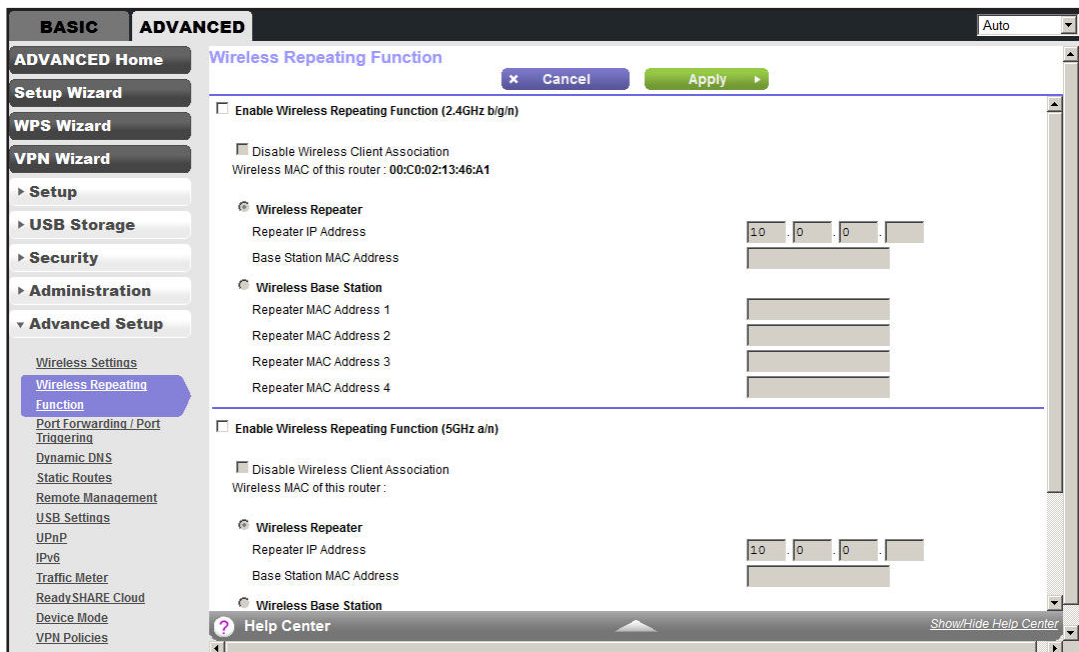 BASIC
ADVANCED
Auto
ADVANCED Home
Setup Wizard
WPS Wizard
VPN Wizard
Setup
USB Storage
Security
Administration
Advanced Setup
Wireless Settings
Wireless Repeating
Function
Port Forwarding / Port
Triggering
Dynamic DNS
Static Routes
Remote Management
USB Settings
UPnP
IPv6
Traffic Meter
ReadySHARE Cloud
Device Mode
VPN Policies
Wireless Repeating Function
Cancel
Apply
Enable Wireless Repeating Function (2.4GHz b/g/n)
Disable Wireless Client Association
Wireless MAC of this router : 00:C0:02:13:46:A1
Wireless Repeater
Repeater IP Address 10 . 0 . 0 .
Base Station MAC Address
Wireless Base Station
Repeater MAC Address 1
Repeater MAC Address 2
Repeater MAC Address 3
Repeater MAC Address 4
Enable Wireless Repeating Function (5GHz a/n)
Disable Wireless Client Association
Wireless MAC of this router :
Wireless Repeater
Repeater IP Address 10 . 0 . 0 .
Base Station MAC Address
Wireless Base Station
? Help Center
Show/Hide Help Center